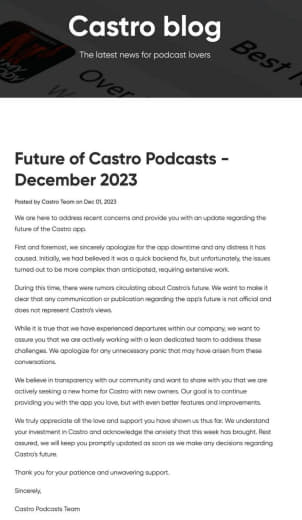 Castro blog
The latest news for podcast lovers
Over
Best
W
Future of Castro Podcasts -
December 2023
Posted by Castro Team on Dec 01, 2023
We are here to address recent concerns and provide you with an update regarding the
future of the Castro app.
First and foremost, we sincerely apologize for the app downtime and any distress it has
caused. Initially, we had believed it was a quick backend fix, but unfortunately, the issues
turned out to be more complex than anticipated, requiring extensive work.
During this time, there were rumors circulating about Castro's future. We want to make it
clear that any communication or publication regarding the app's future is not official and
does not represent Castro's views.
While it is true that we have experienced departures within our company, we want to
assure you that we are actively working with a lean dedicated team to address these
challenges. We apologize for any unnecessary panic that may have arisen from these
conversations.
We believe in transparency with our community and want to share with you that we are
actively seeking a new home for Castro with new owners. Our goal is to continue
providing you with the app you love, but with even better features and improvements.
We truly appreciate all the love and support you have shown us thus far. We understand
your investment in Castro and acknowledge the anxiety that this week has brought. Rest
assured, we will keep you promptly updated as soon as we make any decisions regarding
Castro's future.
Thank you for your patience and unwavering support.
Sincerely,
Castro Podcasts Team